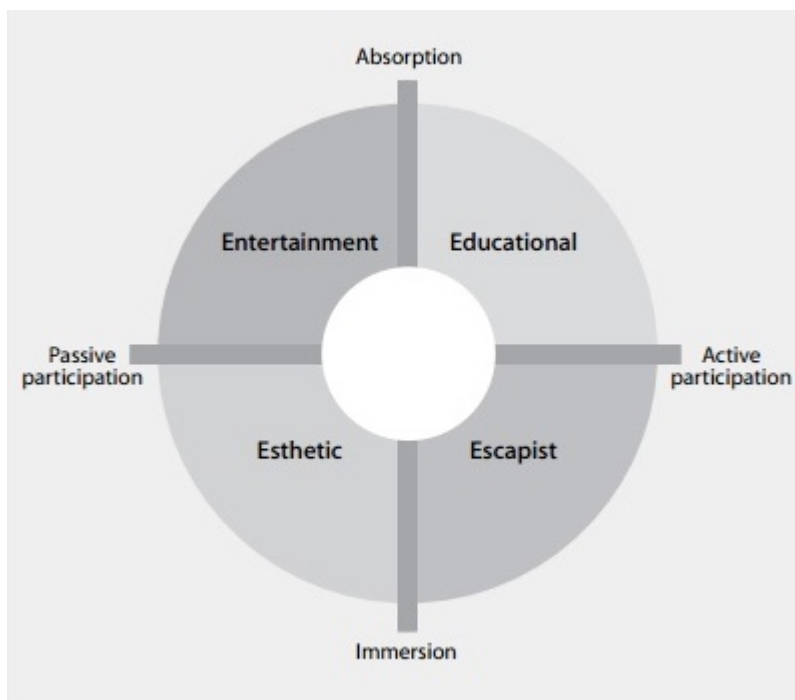 Absorption
Entertainment
Educational
Passive
participation
Active
participation
Esthetic
Escapist
Immersion